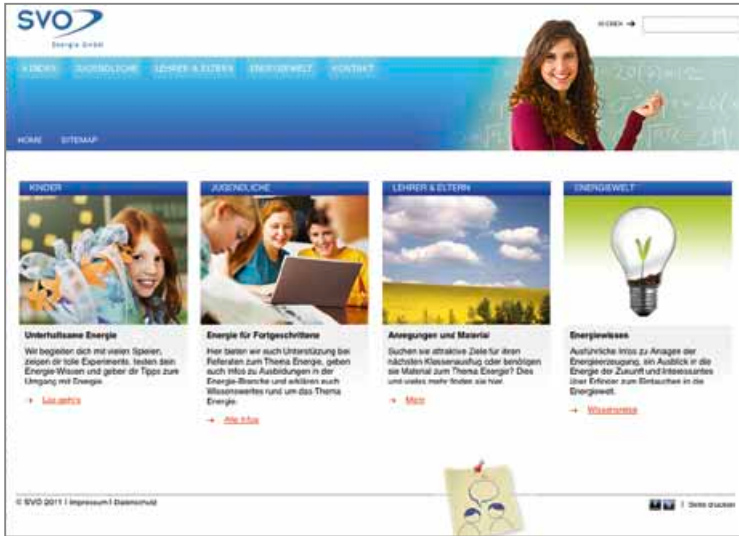 SVO
Energie GmbH
SUCHEN
KINDER JUGENDLICHE LEHRER & ELTERN ENERGIEWELT KONTAKT
HOME SITEMAP
KINDER
Unterhaltsame Energie
Wir begleiten dich mit vielen Spielen,
zeigen dir tolle Experimente, testen dein
Energie-Wissen und geben dir Tipps zum
Umgang mit Energie.
→ Los geht's
JUGENDLICHE
Energie für Fortgeschrittene
Hier bieten wir euch Unterstützung bei
Referaten zum Thema Energie, geben
euch Infos zu Ausbildungen in der
Energie-Branche und erklären euch
Wissenswertes rund um das Thema
Energie.
→ Alle Infos
LEHRER & ELTERN
Anregungen und Material
Suchen sie attraktive Ziele für ihren
nächsten Klassenausflug oder benötigen
sie Material zum Thema Energie? Dies
und vieles mehr finden sie hier.
→ Mehr
ENERGIEWELT
Energiewissen
Ausführliche Infos zu Anlagen der
Energieerzeugung, ein Ausblick in die
Energie der Zukunft und Interessantes
über Erfinder zum Eintauchen in die
Energiewelt.
© SVO 2011 | Impressum | Datenschutz
| Seite drucken